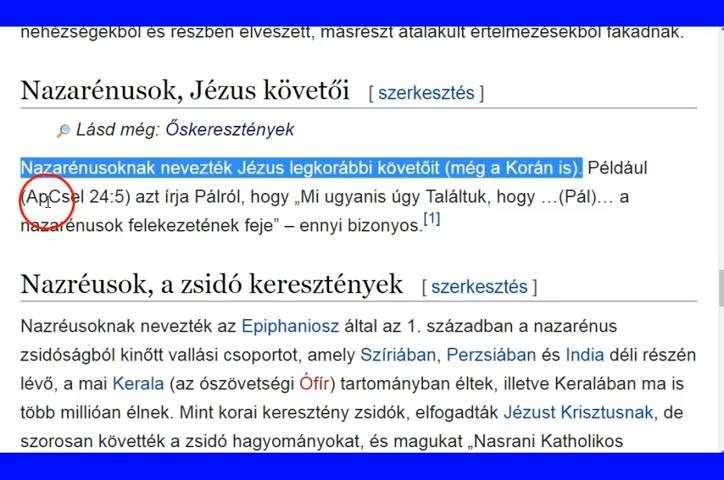 nehézségekből és részben elveszett, másrészt átalakult értelmezésekből fakadnak.
Nazarénusok, Jézus követői [ szerkesztés ]
Lásd még: Őskeresztények
Nazarénusoknak nevezték Jézus legkorábbi követőit (még a Korán is). Például
(ApCsel 24:5) azt írja Pálról, hogy „Mi ugyanis úgy Találtuk, hogy …(Pál)… a
nazarénusok felekezetének feje” – ennyi bizonyos.[1]
Nazréusok, a zsidó keresztények [ szerkesztés ]
Nazréusoknak nevezték az Epiphaniosz által az 1. században a nazarénus
zsidóságból kinőtt vallási csoportot, amely Szíriában, Perzsiában és India déli részén
lévő, a mai Kerala (az ószövetségi Ófír) tartományban éltek, illetve Keralában ma is
több millióan élnek. Mint korai keresztény zsidók, elfogadták Jézust Krisztusnak, de
szorosan követték a zsidó hagyományokat, és magukat „Nasrani Katholikos